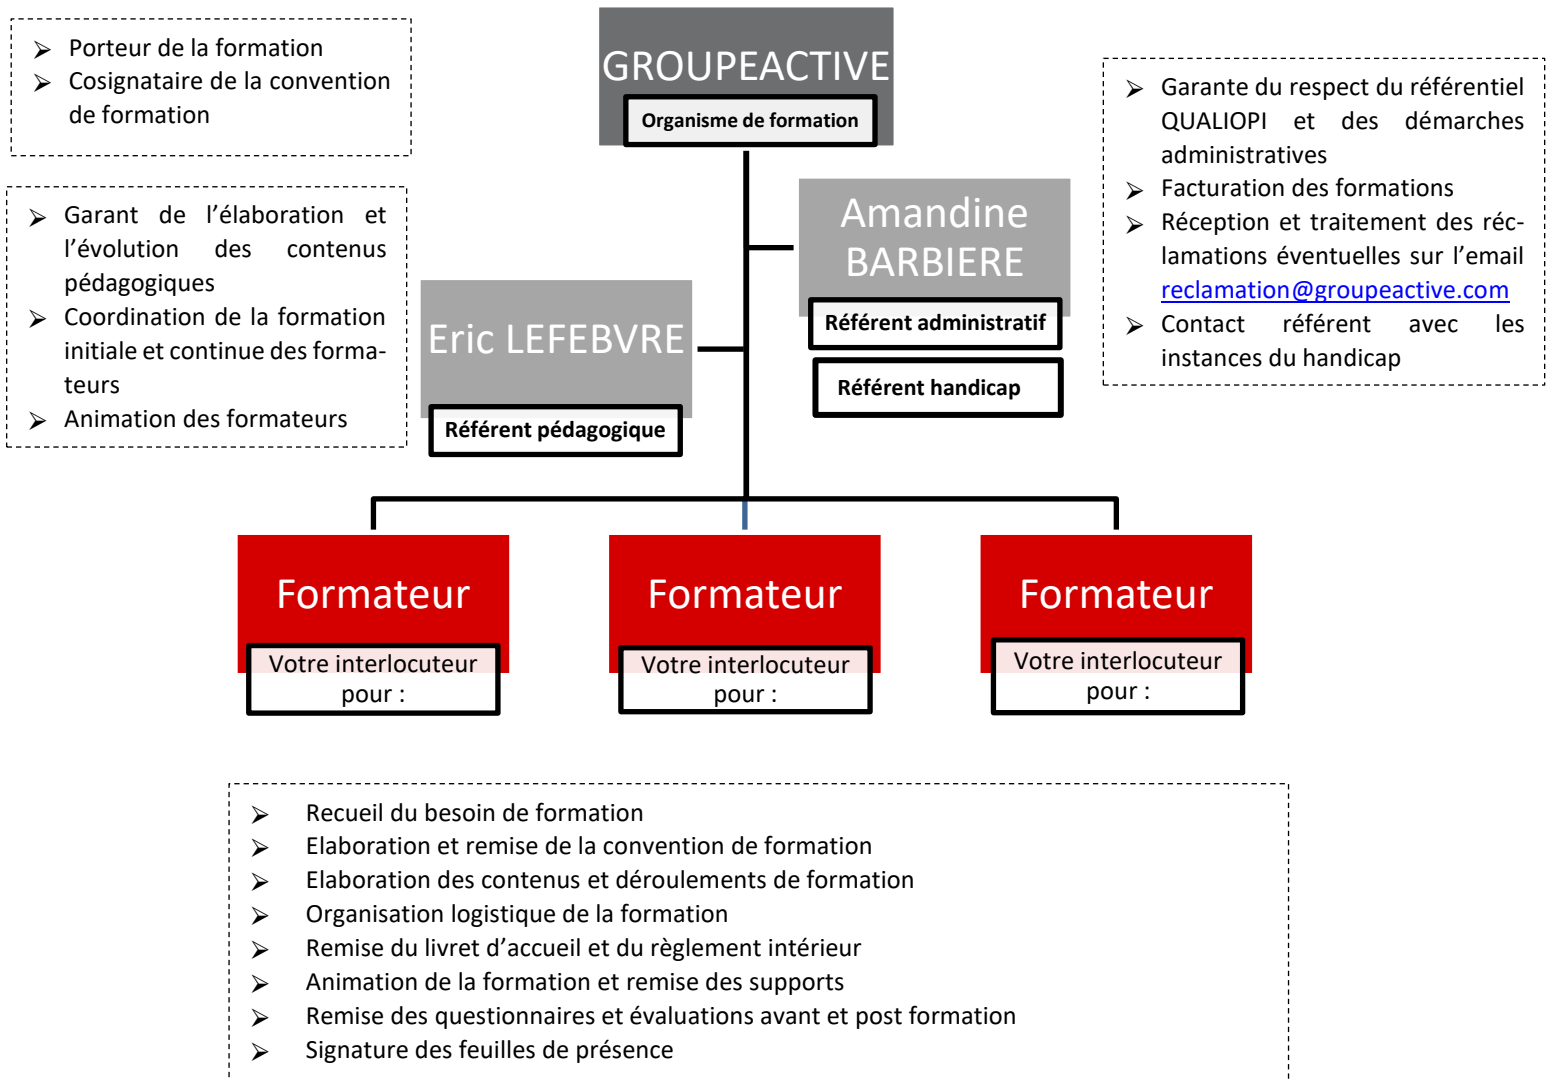 ➢ Porteur de la formation
➢ Cosignataire de la convention
de formation
GROUPEACTIVE
Organisme de formation
➢ Garante du respect du référentiel
QUALIOPI et des démarches
administratives
➢ Facturation des formations
➢ Réception et traitement des réc-
lamations éventuelles sur l’email
reclamation@groupeactive.com
➢ Contact référent avec les
instances du handicap
Amandine
BARBIERE
Référent administratif
Référent handicap
➢ Garant de l’élaboration et
l’évolution des contenus
pédagogiques
➢ Coordination de la formation
initiale et continue des forma-
teurs
➢ Animation des formateurs
Eric LEFEBVRE
Référent pédagogique
Formateur
Votre interlocuteur
pour :
Formateur
Votre interlocuteur
pour :
Formateur
Votre interlocuteur
pour :
➢ Recueil du besoin de formation
➢ Elaboration et remise de la convention de formation
➢ Elaboration des contenus et déroulements de formation
➢ Organisation logistique de la formation
➢ Remise du livret d’accueil et du règlement intérieur
➢ Animation de la formation et remise des supports
➢ Remise des questionnaires et évaluations avant et post formation
➢ Signature des feuilles de présence